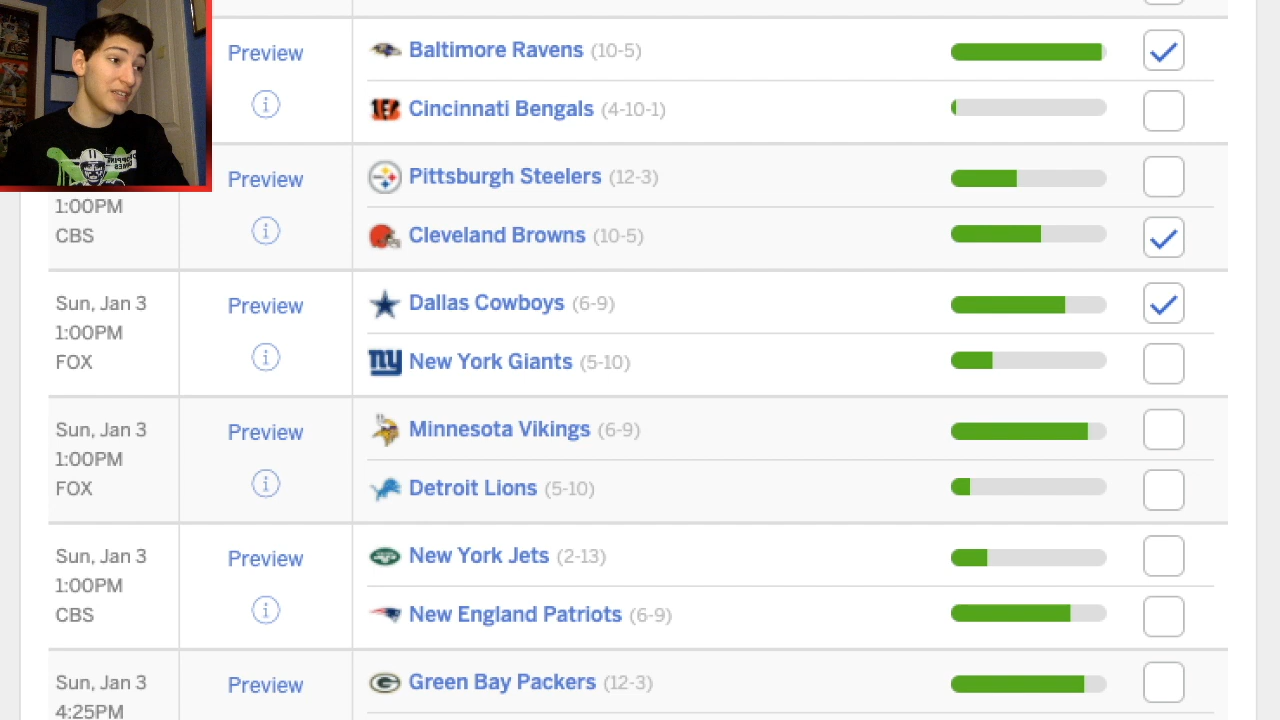 Preview
Baltimore Ravens (10-5)
Cincinnati Bengals (4-10-1)
1:00PM
CBS
Preview
Pittsburgh Steelers (12-3)
Cleveland Browns (10-5)
Sun, Jan 3
1:00PM
FOX
Preview
Dallas Cowboys (6-9)
New York Giants (5-10)
Sun, Jan 3
1:00PM
FOX
Preview
Minnesota Vikings (6-9)
Detroit Lions (5-10)
Sun, Jan 3
1:00PM
CBS
Preview
New York Jets (2-13)
New England Patriots (6-9)
Sun, Jan 3
4:25PM
Preview
Green Bay Packers (12-3)